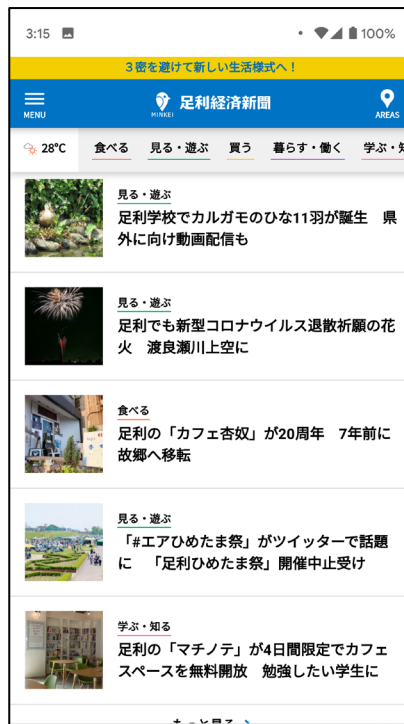 3:15
100%
3密を避けて新しい生活様式へ!
MENU
MINKEI
足利経済新聞
AREAS
28°C
食べる
見る・遊ぶ
買う
暮らす・働く
学ぶ・知
見る・遊ぶ
足利学校でカルガモのひな11羽が誕生　県
外に向け動画配信も
見る・遊ぶ
足利でも新型コロナウイルス退散祈願の花
火　渡良瀬川上空に
食べる
足利の「カフェ杏奴」が20周年　7年前に
故郷へ移転
見る・遊ぶ
「#エアひめたま祭」がツイッターで話題
に　「足利ひめたま祭」開催中止受け
学ぶ・知る
足利の「マチノテ」が4日間限定でカフェ
スペースを無料開放　勉強したい学生に
もっと見る